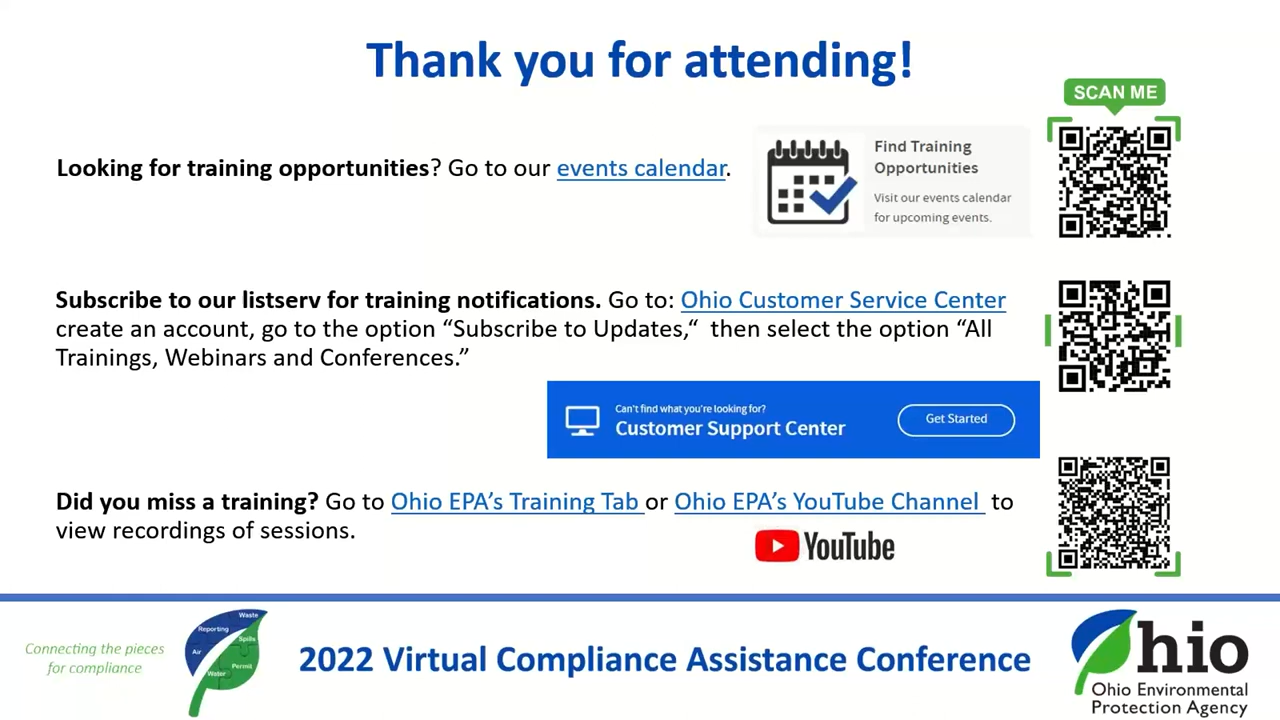 Thank you for attending!
SCAN ME
Looking for training opportunities? Go to our events calendar.
Find Training
Opportunities
Visit our events calendar
for upcoming events.
Subscribe to our listserv for training notifications. Go to: Ohio Customer Service Center
create an account, go to the option “Subscribe to Updates,“ then select the option “All
Trainings, Webinars and Conferences.”
Can't find what you're looking for?
Customer Support Center
Get Started
Did you miss a training? Go to Ohio EPA’s Training Tab or Ohio EPA’s YouTube Channel to
view recordings of sessions.
YouTube
Connecting the pieces
for compliance
Waste
Reporting
Spills
Air
Permit
Water
2022 Virtual Compliance Assistance Conference
Ohio
Ohio Environmental
Protection Agency